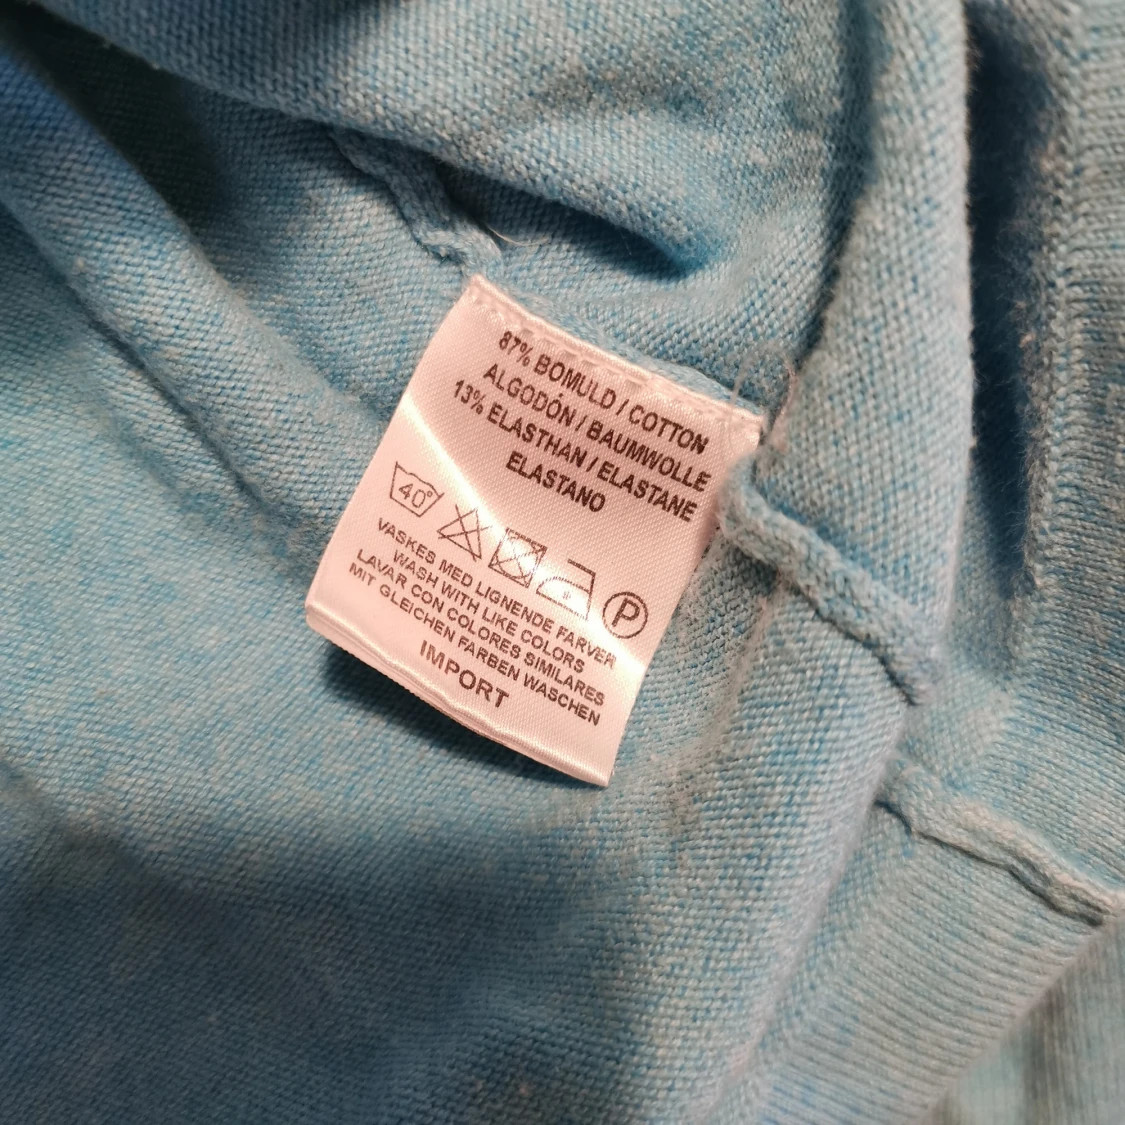 87% BOMULD / COTTON
ALGODÓN / BAUMWOLLE
13% ELASTHAN / ELASTANE
ELASTANO
40°
P
VASKES MED LIGNENDE FARVER
WASH WITH LIKE COLORS
LAVAR CON COLORES SIMILARES
MIT GLEICHEN FARBEN WASCHEN
IMPORT